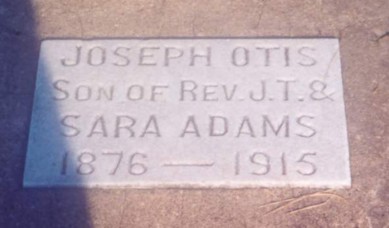 JOSEPH OTIS
SON OF REV. J.T. &
SARA ADAMS
1876 — 1915